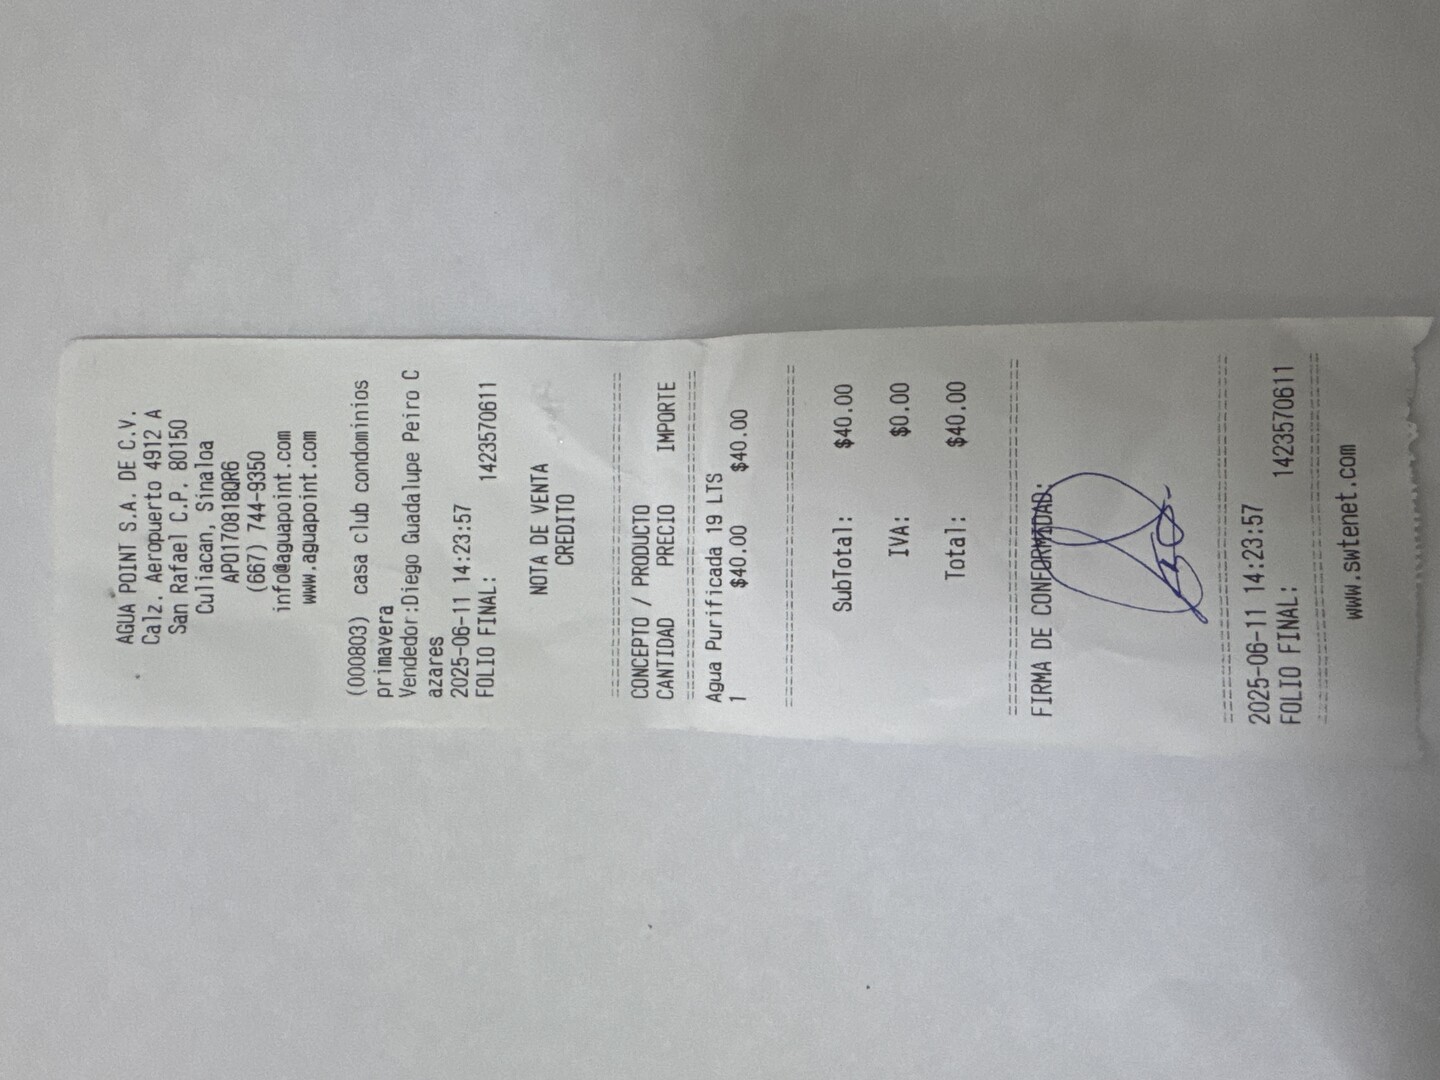 AGUA POINT S.A. DE C.V.
Calz. Aeropuerto 4912 A
San Rafael C.P. 80150
Culiacan, Sinaloa
APO170818QR6
(667) 744-9350
info@aguapoint.com
www.aguapoint.com
(000803) casa club condominios
primavera
Vendedor:Diego Guadalupe Peiro C
azares
2025-06-11 14:23:57
FOLIO FINAL: 1423570611
NOTA DE VENTA
CREDITO
================================
CONCEPTO / PRODUCTO
CANTIDAD PRECIO IMPORTE
================================
Agua Purificada 19 LTS
1 $40.00 $40.00
================================
SubTotal: $40.00
IVA: $0.00
Total: $40.00
================================
FIRMA DE CONFORMIDAD:
================================
2025-06-11 14:23:57
FOLIO FINAL: 1423570611
================================
www.swtenet.com